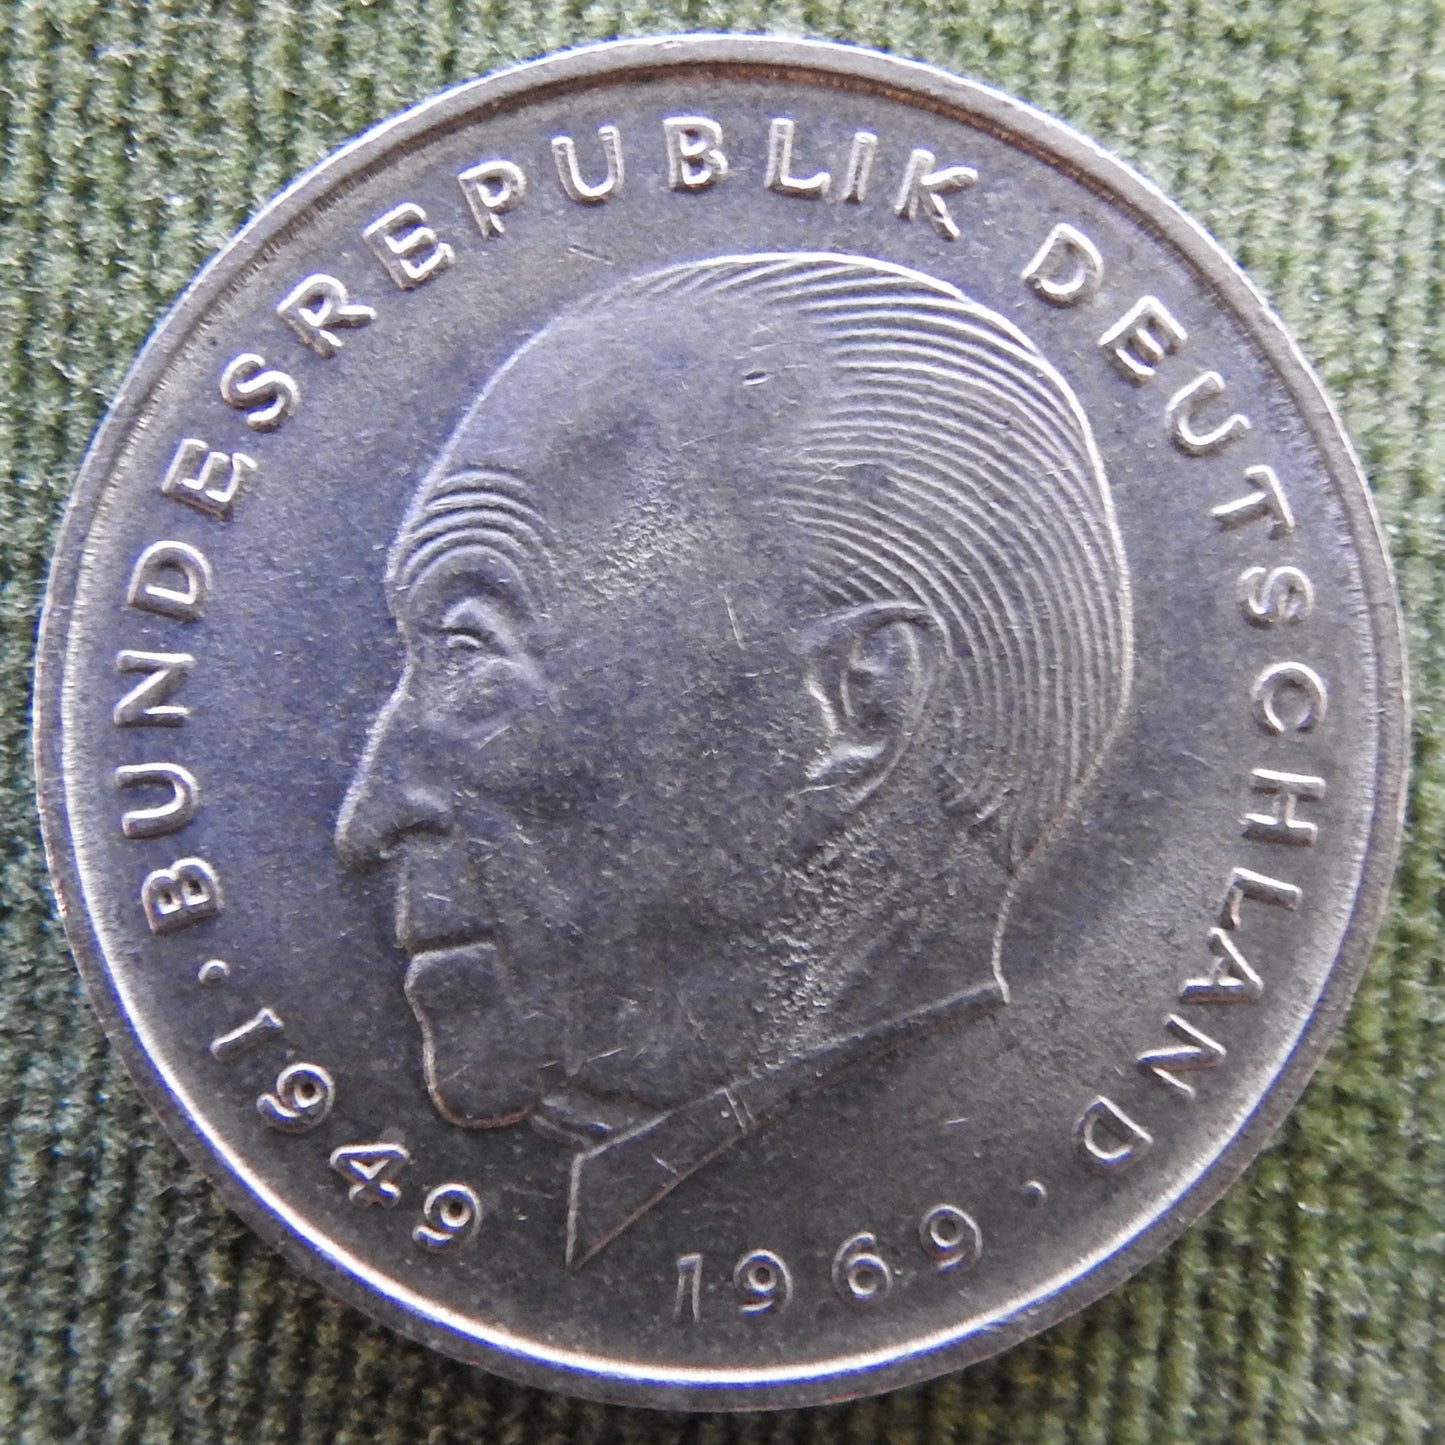 BUNDESREPUBLIK DEUTSCHLAND
· 1949 1969 ·